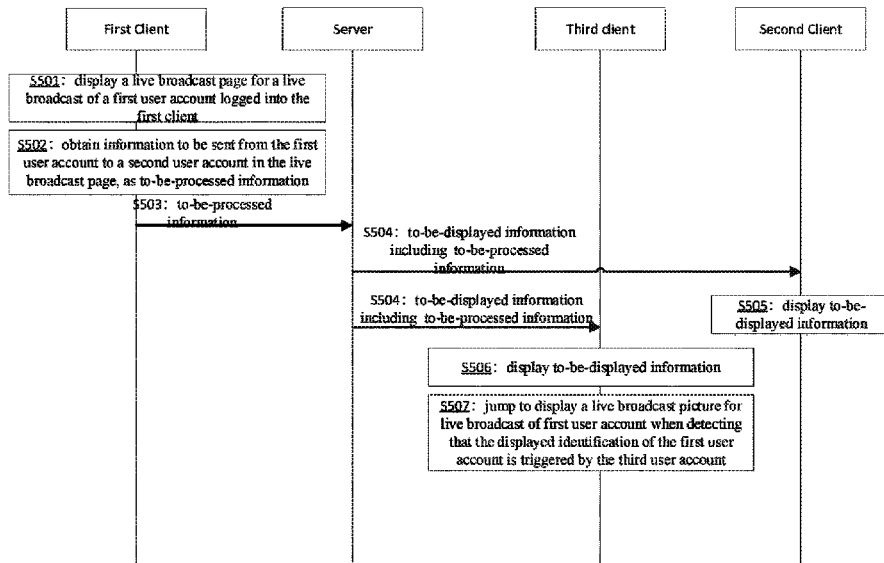 First Client
Server
Third client
Second Client
S501: display a live broadcast page for a live
broadcast of a first user account logged into the
first client
S502: obtain information to be sent from the first
user account to a second user account in the live
broadcast page, as to-be-processed information
S503: to-be-processed
information
S504: to-be-displayed information
including to-be-processed
information
S504: to-be-displayed information
including to-be-processed information
S505: display to-be-
displayed information
S506: display to-be-displayed information
S507: jump to display a live broadcast picture for
live broadcast of first user account when detecting
that the displayed identification of the first user
account is triggered by the third user account